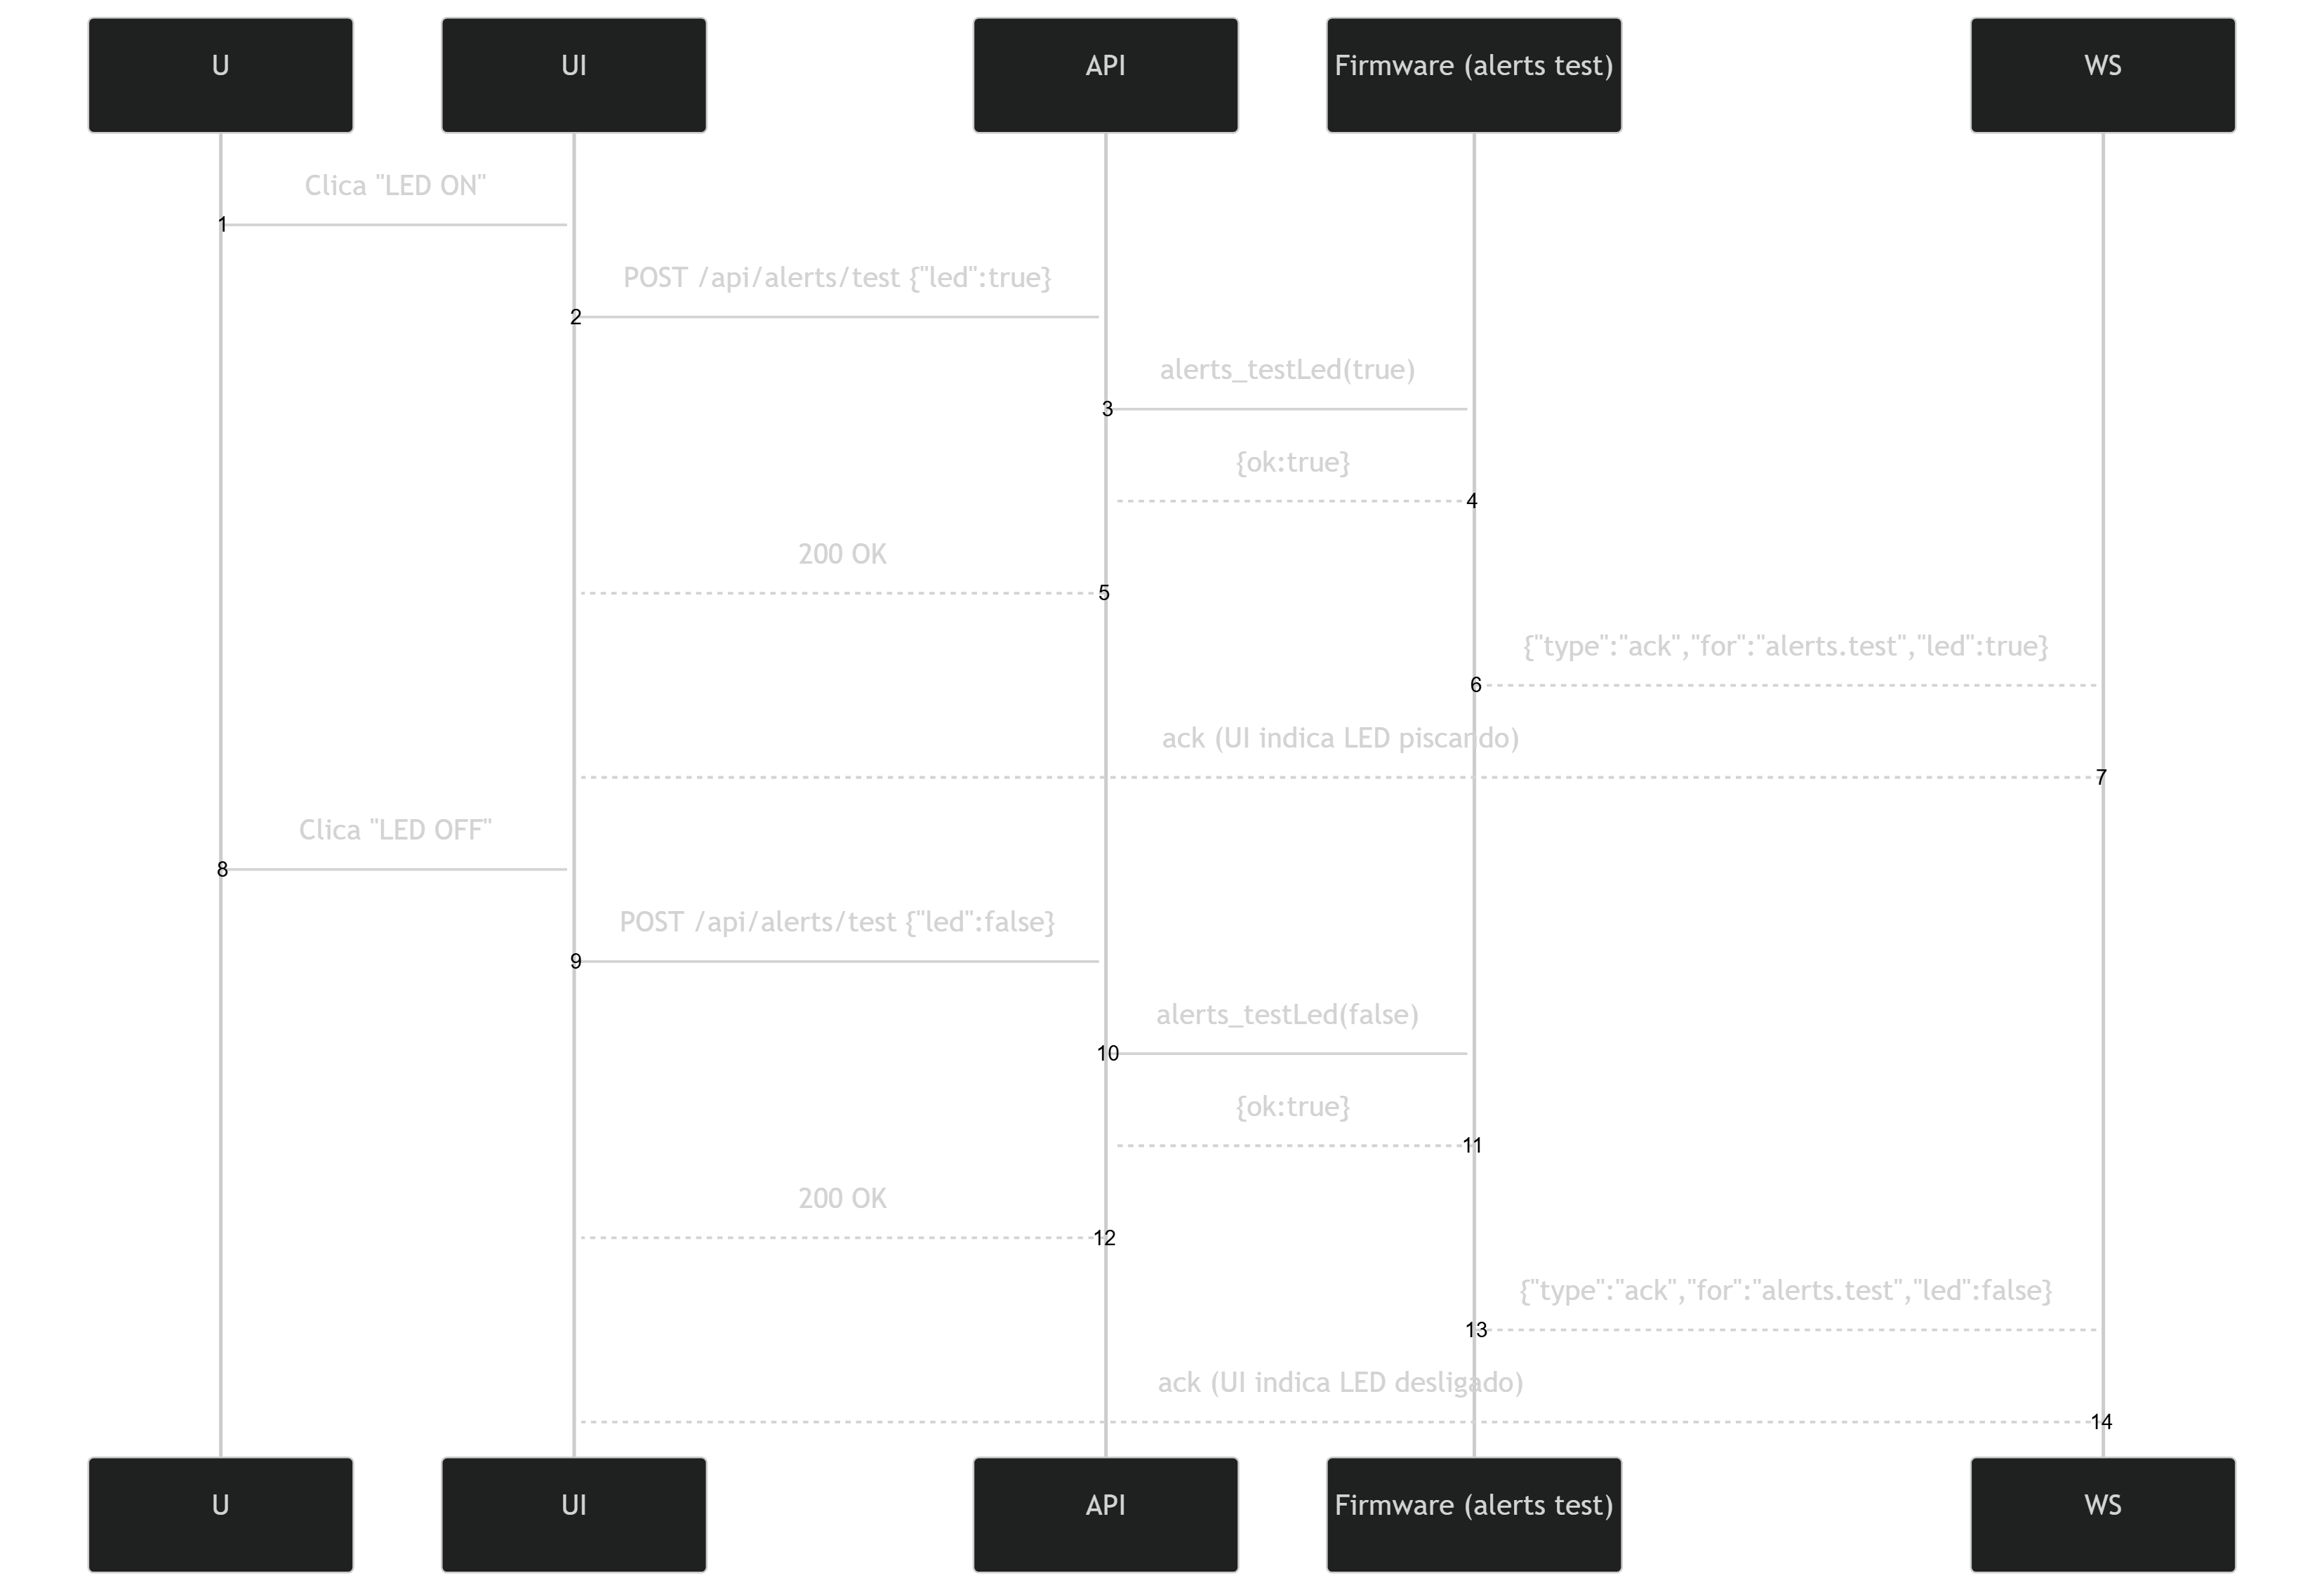 U
UI
API
Firmware (alerts test)
WS
Clica "LED ON"
1
POST /api/alerts/test {"led":true}
2
alerts_testLed(true)
3
{ok:true}
4
200 OK
5
{"type":"ack","for":"alerts.test","led":true}
6
ack (UI indica LED piscando)
7
Clica "LED OFF"
8
POST /api/alerts/test {"led":false}
9
alerts_testLed(false)
10
{ok:true}
11
200 OK
12
{"type":"ack","for":"alerts.test","led":false}
13
ack (UI indica LED desligado)
14
U
UI
API
Firmware (alerts test)
WS